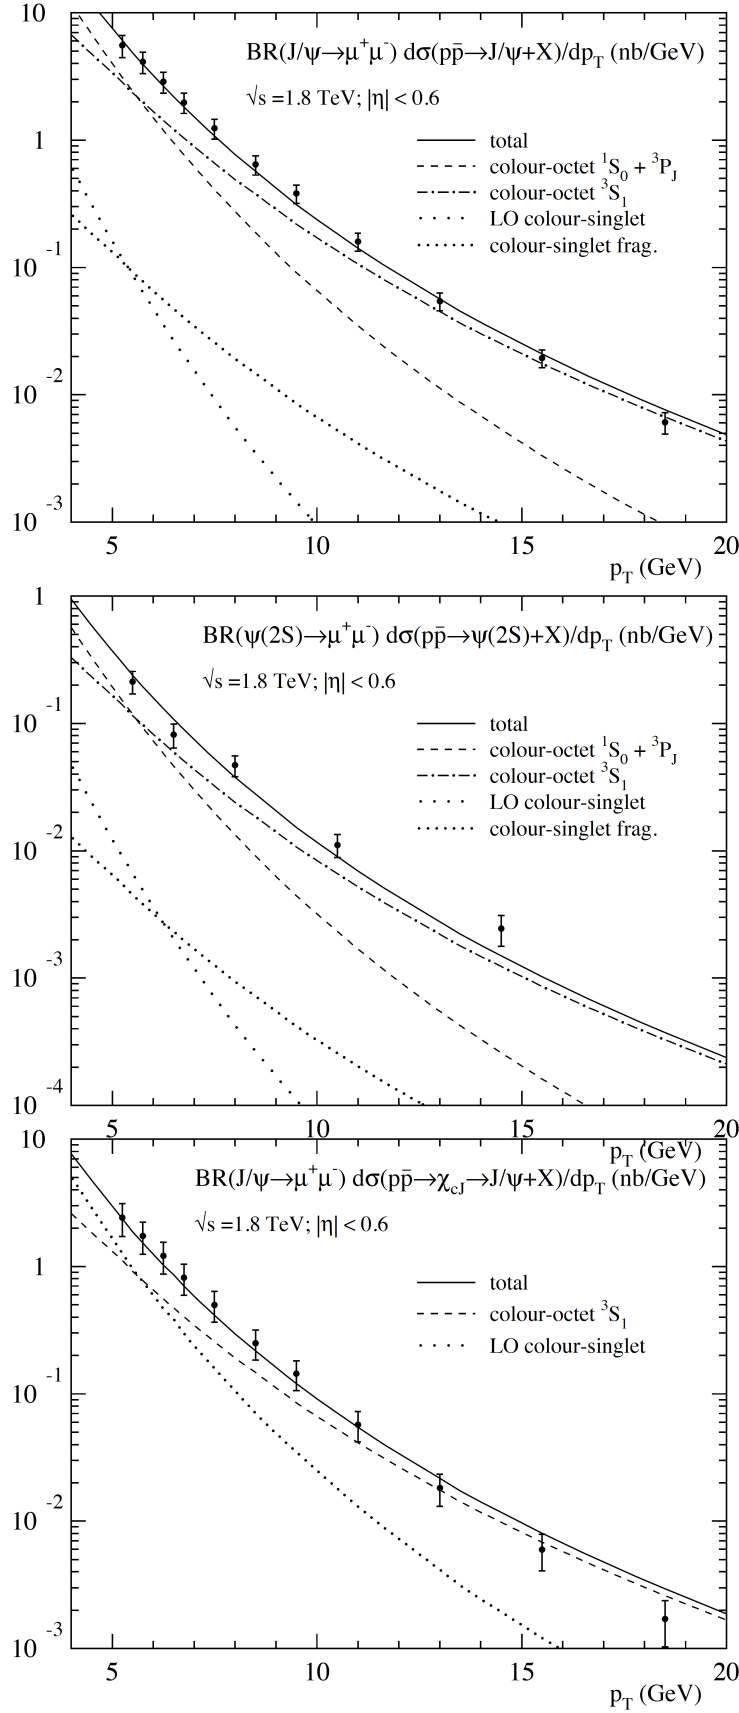 10
BR(J/ψ→μ⁺μ⁻) dσ(pp̄→J/ψ+X)/dp_T (nb/GeV)
√s =1.8 TeV; |η| < 0.6
1
total
colour-octet ¹S₀ + ³P_J
colour-octet ³S₁
LO colour-singlet
colour-singlet frag.
10⁻¹
10⁻²
10⁻³
5 10 15 20
p_T (GeV)
1
BR(ψ(2S)→μ⁺μ⁻) dσ(pp̄→ψ(2S)+X)/dp_T (nb/GeV)
√s =1.8 TeV; |η| < 0.6
10⁻¹
total
colour-octet ¹S₀ + ³P_J
colour-octet ³S₁
LO colour-singlet
colour-singlet frag.
10⁻²
10⁻³
10⁻⁴
5 10 15 20
p_T (GeV)
10
BR(J/ψ→μ⁺μ⁻) dσ(pp̄→χ_cJ→J/ψ+X)/dp_T (nb/GeV)
√s =1.8 TeV; |η| < 0.6
1
total
colour-octet ³S₁
LO colour-singlet
10⁻¹
10⁻²
10⁻³
5 10 15 20
p_T (GeV)